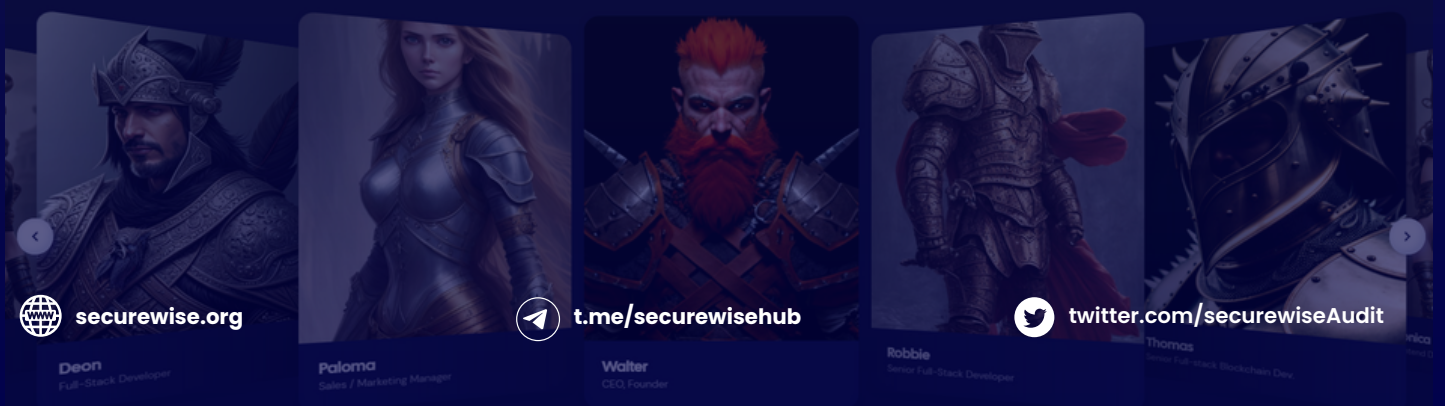 www
securewise.org
t.me/securewisehub
twitter.com/securewiseAudit
Deon
Full-Stack Developer
Paloma
Sales / Marketing Manager
Walter
CEO, Founder
Robbie
Senior Full-Stack Developer
Thomas
Senior Full-stack Blockchain Dev.